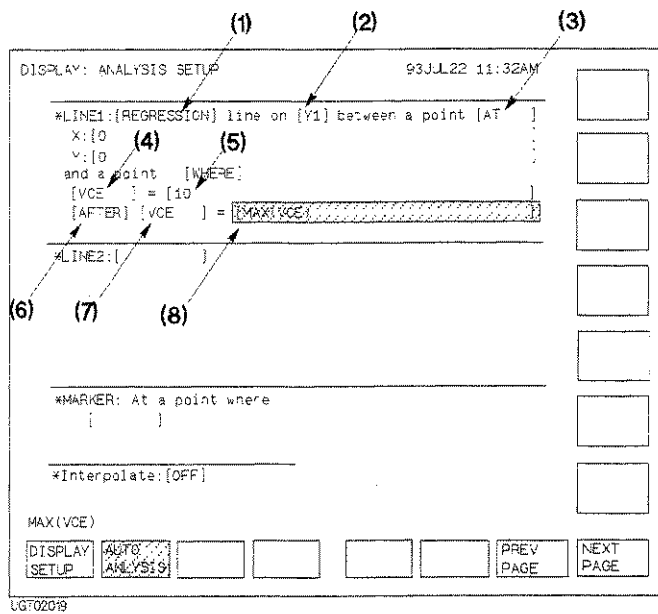 (1) (2) (3)
DISPLAY: ANALYSIS SETUP 93JUL22 11:32AM
*LINE1:[REGRESSION] line on [Y1] between a point [AT ]
X:[0 ]
Y:[0 ]
(4) (5)
and a point [WHERE]
[VCE ] = [10 ]
[AFTER] [VCE ] = [MAX(VCE) ]
*LINE2:[ ]
(6) (7) (8)
*MARKER: At a point where
[ ]
*Interpolate:[OFF]
MAX(VCE)
DISPLAY SETUP
AUTO ANLYSIS
PREV PAGE
NEXT PAGE
UGT02019